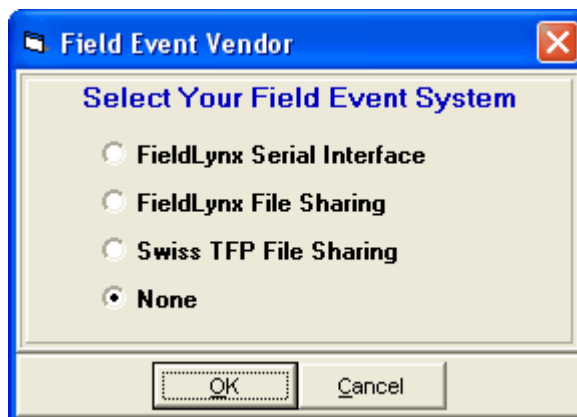 Field Event Vendor
Select Your Field Event System
FieldLynx Serial Interface
FieldLynx File Sharing
Swiss TFP File Sharing
None
OK
Cancel